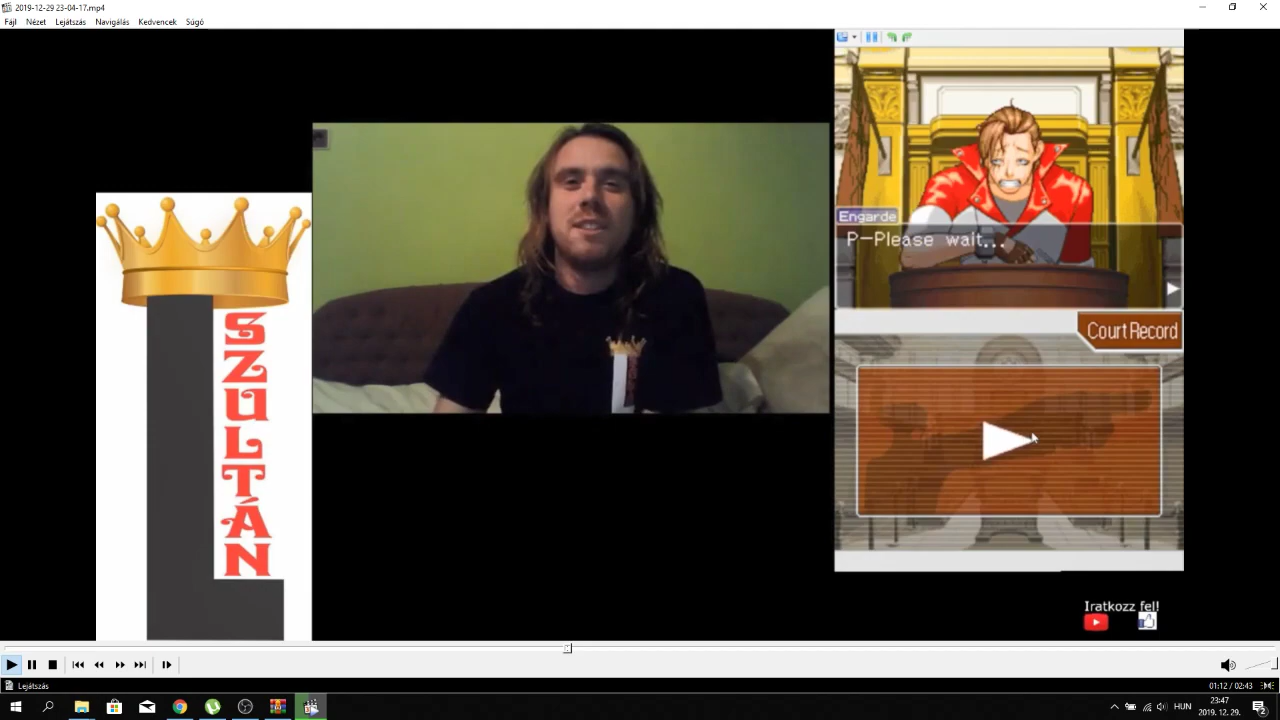 2019-12-29 23-04-17.mp4
Fájl Nézet Lejátszás Navigálás Kedvencek Súgó
Engarde
P-Please wait...
Court Record
L SZULTÁN
Iratkozz fel!
Lejátszás
01:12 / 02:43
HUN
23:47
2019. 12. 29.
2